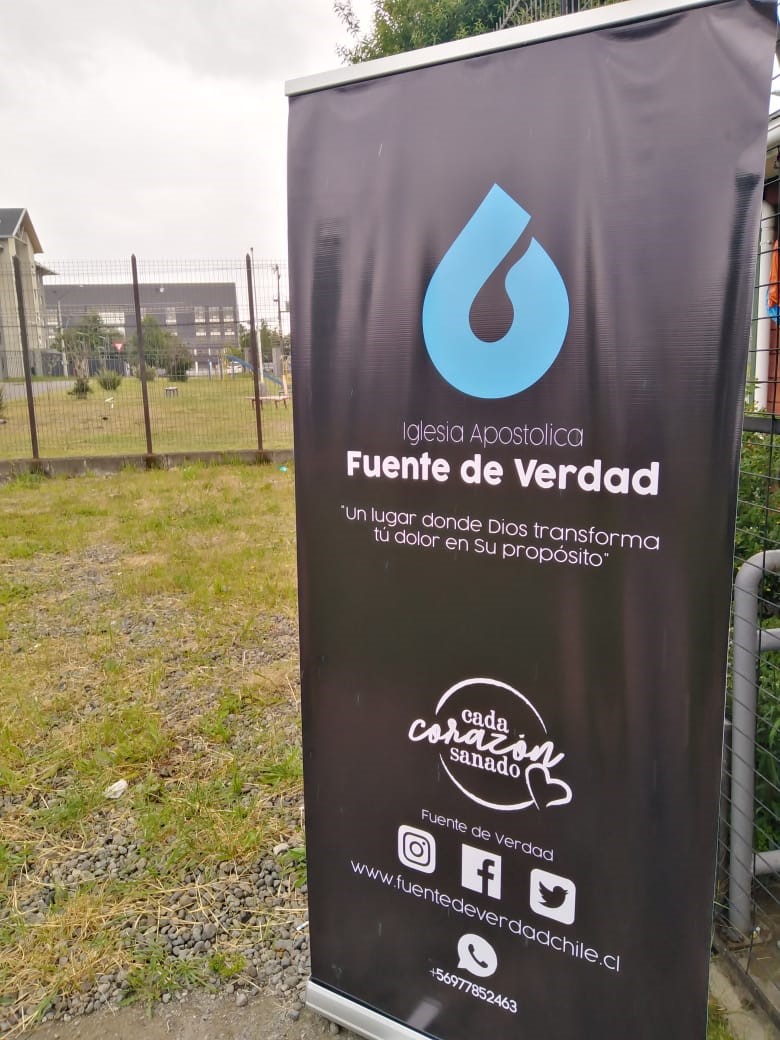 Iglesia Apostolica
Fuente de Verdad
"Un lugar donde Dios transforma
tú dolor en Su propósito"
cada
corazón
sanado
Fuente de Verdad
www.fuentedeverdadchile.cl
+56977852463